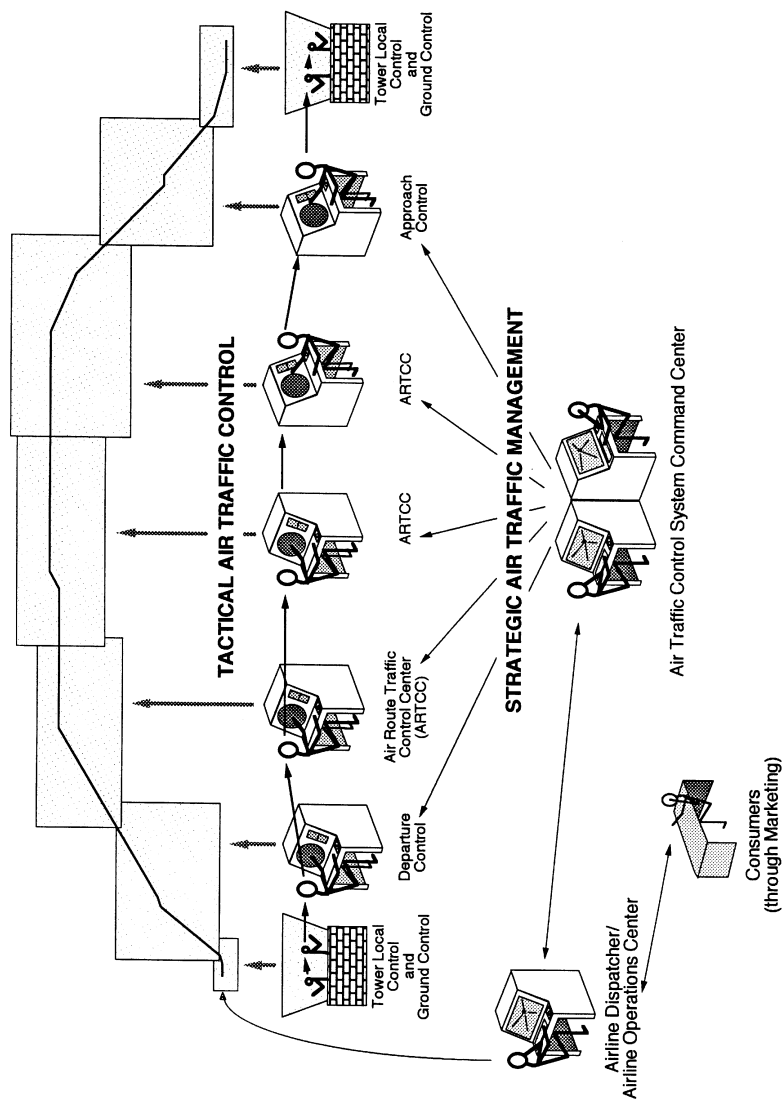 TACTICAL AIR TRAFFIC CONTROL
Tower Local
Control
and
Ground Control
Departure
Control
Air Route Traffic
Control Center
(ARTCC)
ARTCC
ARTCC
Approach
Control
Tower Local
Control
and
Ground Control
STRATEGIC AIR TRAFFIC MANAGEMENT
Air Traffic Control System Command Center
Airline Dispatcher/
Airline Operations Center
Consumers
(through Marketing)